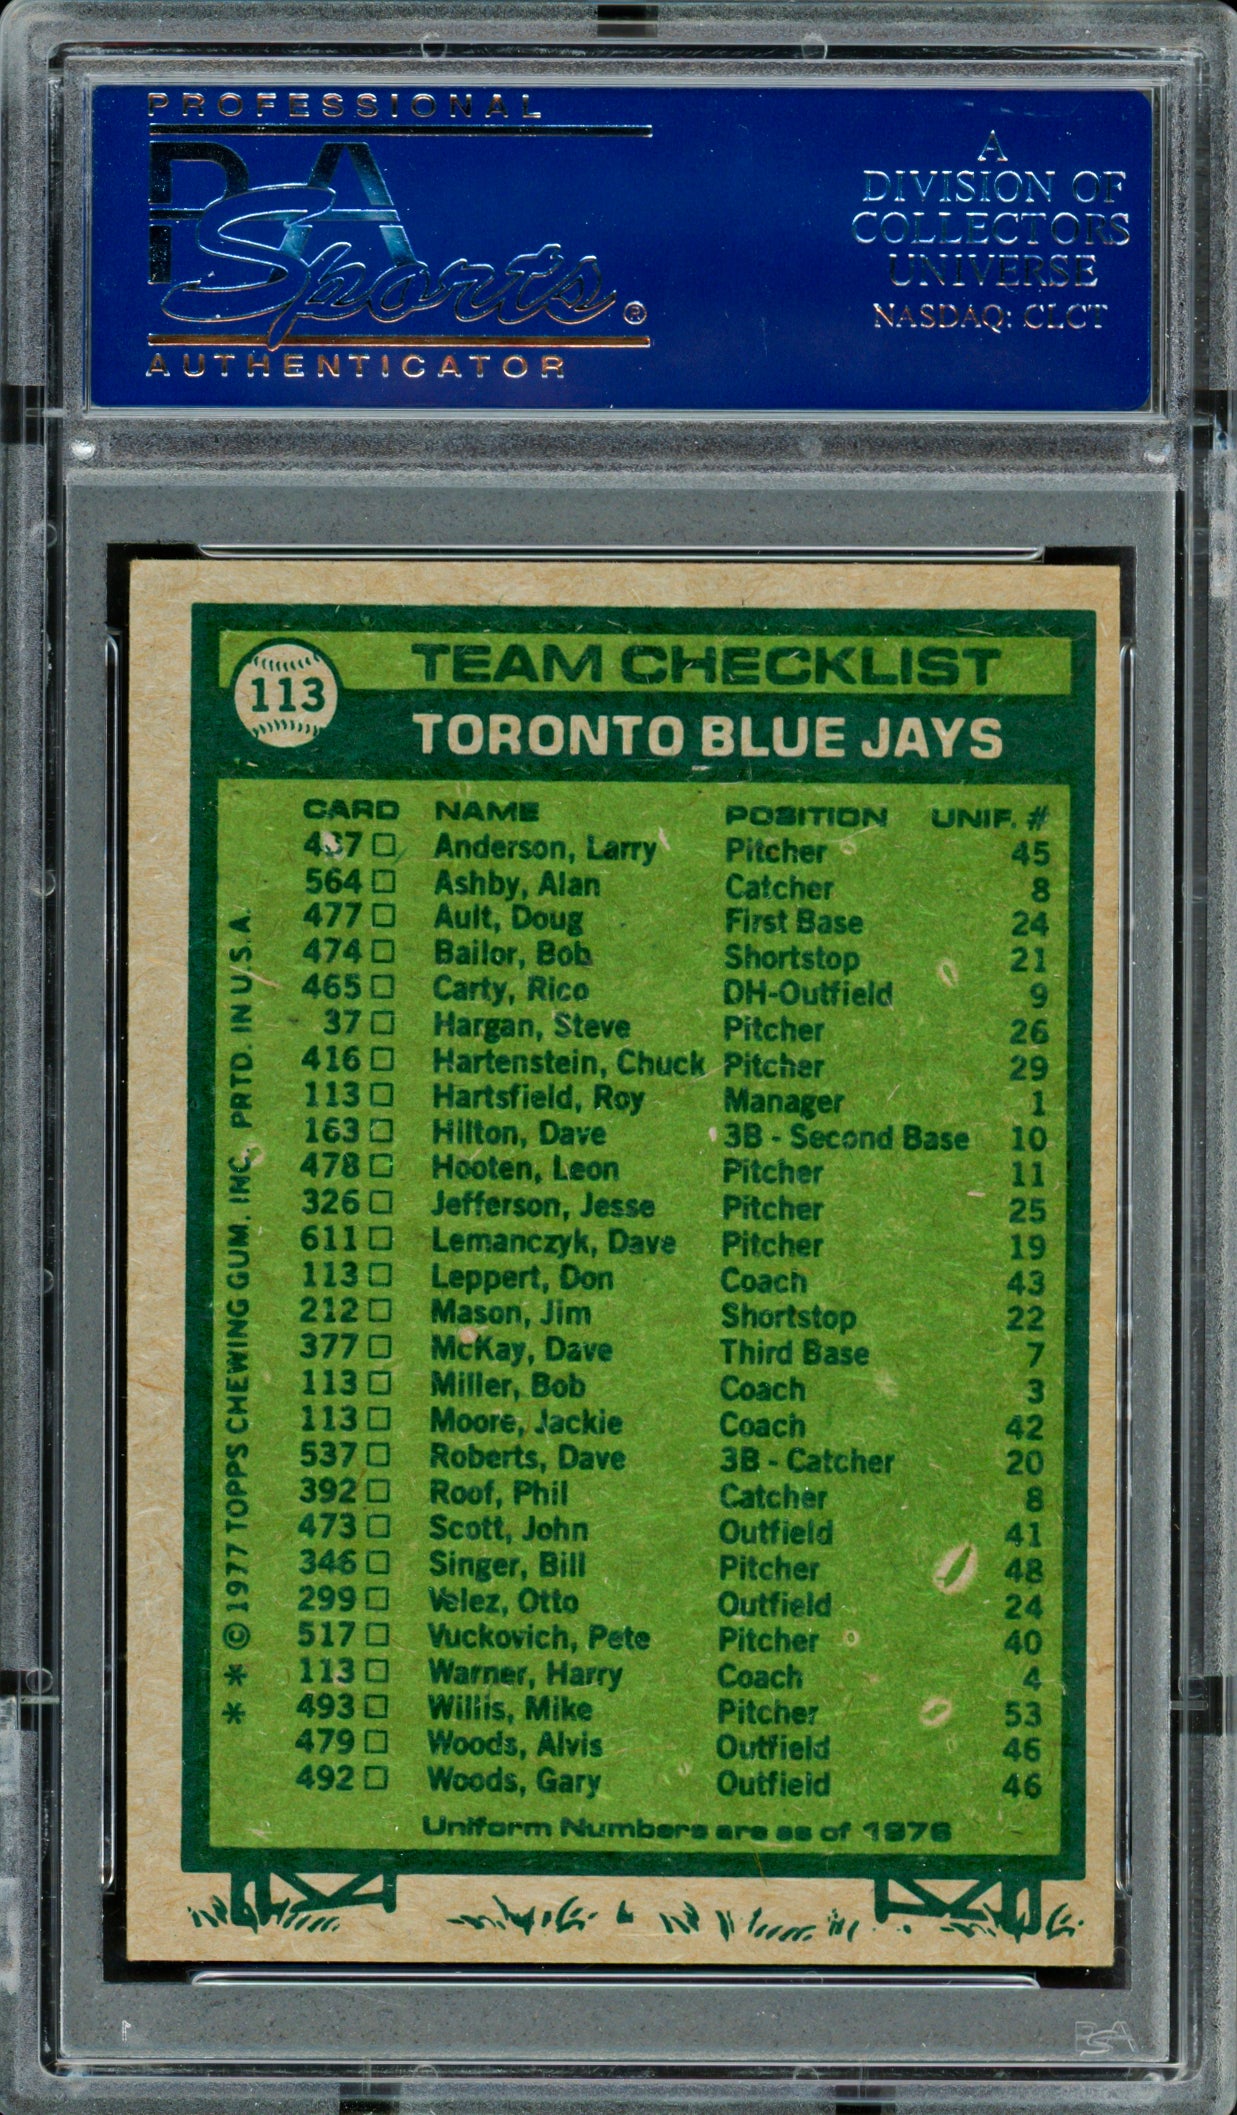 PROFESSIONAL
PSA
Sports®
AUTHENTICATOR
A
DIVISION OF
COLLECTORS
UNIVERSE
NASDAQ: CLCT
113
TEAM CHECKLIST
TORONTO BLUE JAYS
CARD NAME POSITION UNIF. #
□ Anderson, Larry Pitcher 45
564 □ Ashby, Alan Catcher 8
477 □ Ault, Doug First Base 24
474 □ Bailor, Bob Shortstop 21
465 □ Carty, Rico DH-Outfield 9
37 □ Hargan, Steve Pitcher 26
416 □ Hartenstein, Chuck Pitcher 29
113 □ Hartsfield, Roy Manager 1
163 □ Hilton, Dave 3B - Second Base 10
478 □ Hooten, Leon Pitcher 11
326 □ Jefferson, Jesse Pitcher 25
611 □ Lemanczyk, Dave Pitcher 19
113 □ Leppert, Don Coach 43
212 □ Mason, Jim Shortstop 22
377 □ McKay, Dave Third Base 7
113 □ Miller, Bob Coach 3
113 □ Moore, Jackie Coach 42
537 □ Roberts, Dave 3B - Catcher 20
392 □ Roof, Phil Catcher 8
473 □ Scott, John Outfield 41
346 □ Singer, Bill Pitcher 48
299 □ Velez, Otto Outfield 24
517 □ Vuckovich, Pete Pitcher 40
113 □ Warner, Harry Coach 4
493 □ Willis, Mike Pitcher 53
479 □ Woods, Alvis Outfield 46
492 □ Woods, Gary Outfield 46
Uniform Numbers are as of 1976
* * © 1977 TOPPS CHEWING GUM, INC. PRTD. IN U.S.A.
PSA